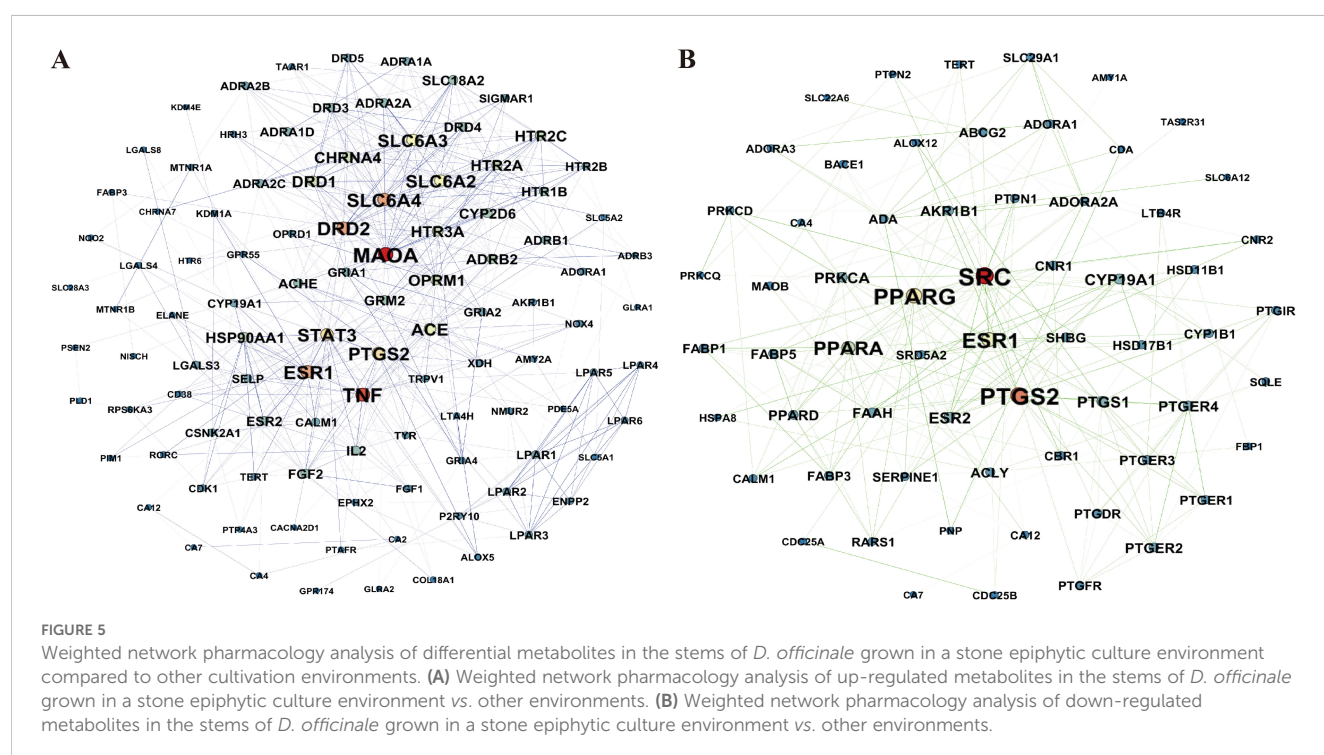 A
DRD5
ADRA1A
TAAR1
SLC18A2
ADRA2B
SIGMAR1
KDM4E
DRD3
ADRA2A
HRH3
ADRA1D
DRD4
SLC6A3
HTR2C
LGALS8
CHRNA4
MTNR1A
HTR2A
HTR2B
ADRA2C
DRD1
SLC6A2
FABP3
HTR1B
SLC6A4
CHRNA7
KDM1A
CYP2D6
SLC5A2
DRD2
OPRD1
HTR3A
NQO2
ADRB1
GPR55
MAOA
ADRB2
ADRB3
LGALS4
HTR6
GRIA1
ADORA1
ACHE
OPRM1
SLC28A3
GRM2
AKR1B1
CYP19A1
MTNR1B
ELANE
GRIA2
GLRA1
NOX4
HSP90AA1
STAT3
ACE
PSEN2
NISCH
PTGS2
LGALS3
XDH
AMY2A
ESR1
TRPV1
LPAR5
LPAR4
SELP
CD38
TNF
PLD1
RPS6KA3
LTA4H
NMUR2
PDE5A
ESR2
CALM1
LPAR6
CSNK2A1
TYR
IL2
PIM1
RORC
GRIA4
LPAR1
SLC5A1
TERT
FGF2
CDK1
FGF1
LPAR2
ENPP2
CA12
EPHX2
P2RY10
PTP4A3
CACNA2D1
CA2
LPAR3
CA7
PTAFR
ALOX5
CA4
COL18A1
GPR174
GLRA2
B
SLC29A1
TERT
PTPN2
AMY1A
SLC22A6
TAS2R31
ADORA1
ABCG2
ALOX12
ADORA3
CDA
BACE1
SLC6A12
PTPN1
ADORA2A
PRKCD
AKR1B1
LTB4R
CA4
ADA
CNR2
CNR1
HSD11B1
PRKCQ
PRKCA
SRC
CYP19A1
MAOB
PPARG
PTGIR
CYP1B1
SHBG
ESR1
HSD17B1
FABP1
FABP5
PPARA
SRD5A2
SQLE
PTGS2
PTGS1
PTGER4
HSPA8
PPARD
FAAH
ESR2
FBP1
CBR1
PTGER3
CALM1
FABP3
SERPINE1
ACLY
PTGER1
PTGDR
CDC25A
RARS1
PNP
CA12
PTGER2
PTGFR
CA7
CDC25B
FIGURE 5
Weighted network pharmacology analysis of differential metabolites in the stems of D. officinale grown in a stone epiphytic culture environment
compared to other cultivation environments. (A) Weighted network pharmacology analysis of up-regulated metabolites in the stems of D. officinale
grown in a stone epiphytic culture environment vs. other environments. (B) Weighted network pharmacology analysis of down-regulated
metabolites in the stems of D. officinale grown in a stone epiphytic culture environment vs. other environments.